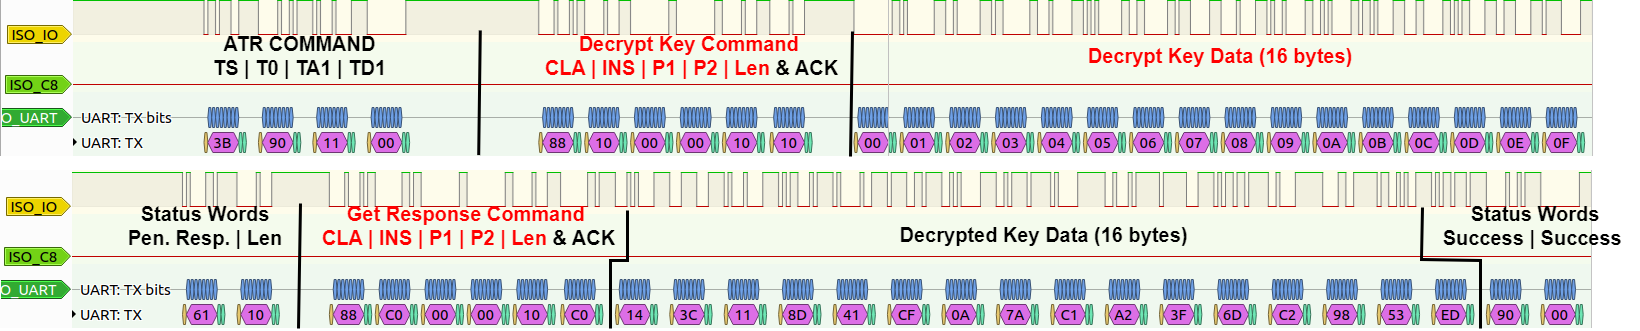 ISO_IO
ATR COMMAND
TS | T0 | TA1 | TD1
Decrypt Key Command
CLA | INS | P1 | P2 | Len & ACK
Decrypt Key Data (16 bytes)
ISO_C8
O_UART
UART: TX bits
UART: TX
3B 90 11 00 88 10 00 00 10 10 00 01 02 03 04 05 06 07 08 09 0A 0B 0C 0D 0E 0F
ISO_IO
Status Words
Pen. Resp. | Len
Get Response Command
CLA | INS | P1 | P2 | Len & ACK
Decrypted Key Data (16 bytes)
Status Words
Success | Success
ISO_C8
O_UART
UART: TX bits
UART: TX
61 10 88 C0 00 00 10 C0 14 3C 11 8D 41 CF 0A 7A C1 A2 3F 6D C2 98 53 ED 90 00